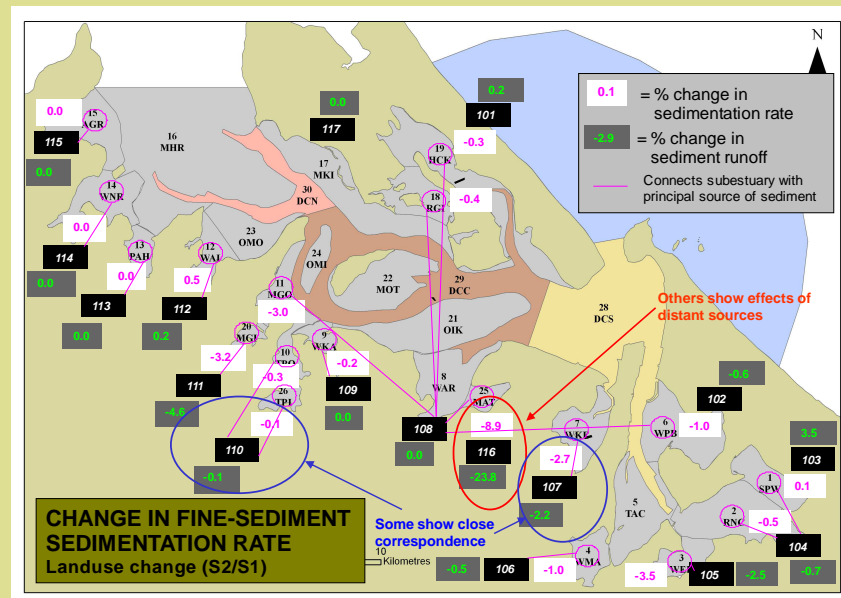 N
0.1
= % change in
sedimentation rate
-2.9
= % change in
sediment runoff
Connects subestuary with
principal source of sediment
0.0
15
AGR
115
0.0
16
MHR
0.0
117
17
MKI
0.2
101
19
HCK
-0.3
18
RGI
-0.4
30
DCN
14
WNR
0.0
114
0.0
23
OMO
13
PAH
0.0
113
0.0
12
WAI
0.5
112
0.2
24
OMI
22
MOT
29
DCC
21
OIK
28
DCS
Others show effects of
distant sources
11
MGO
-3.0
20
MGI
-3.2
111
-4.6
10
-0.3
26
TPI
-0.1
110
-0.1
9
WKA
-0.2
109
0.0
8
WAR
25
MAT
108
0.0
-8.9
116
-23.8
7
-2.7
107
-2.2
6
WPB
-1.0
-0.6
102
3.5
103
1
SPW
0.1
2
RNG
-0.5
104
-0.7
5
TAC
4
WMA
-1.0
106
-0.5
3
-3.5
105
-2.5
Some show close
correspondence
CHANGE IN FINE-SEDIMENT
SEDIMENTATION RATE
Landuse change (S2/S1)
10
Kilometres